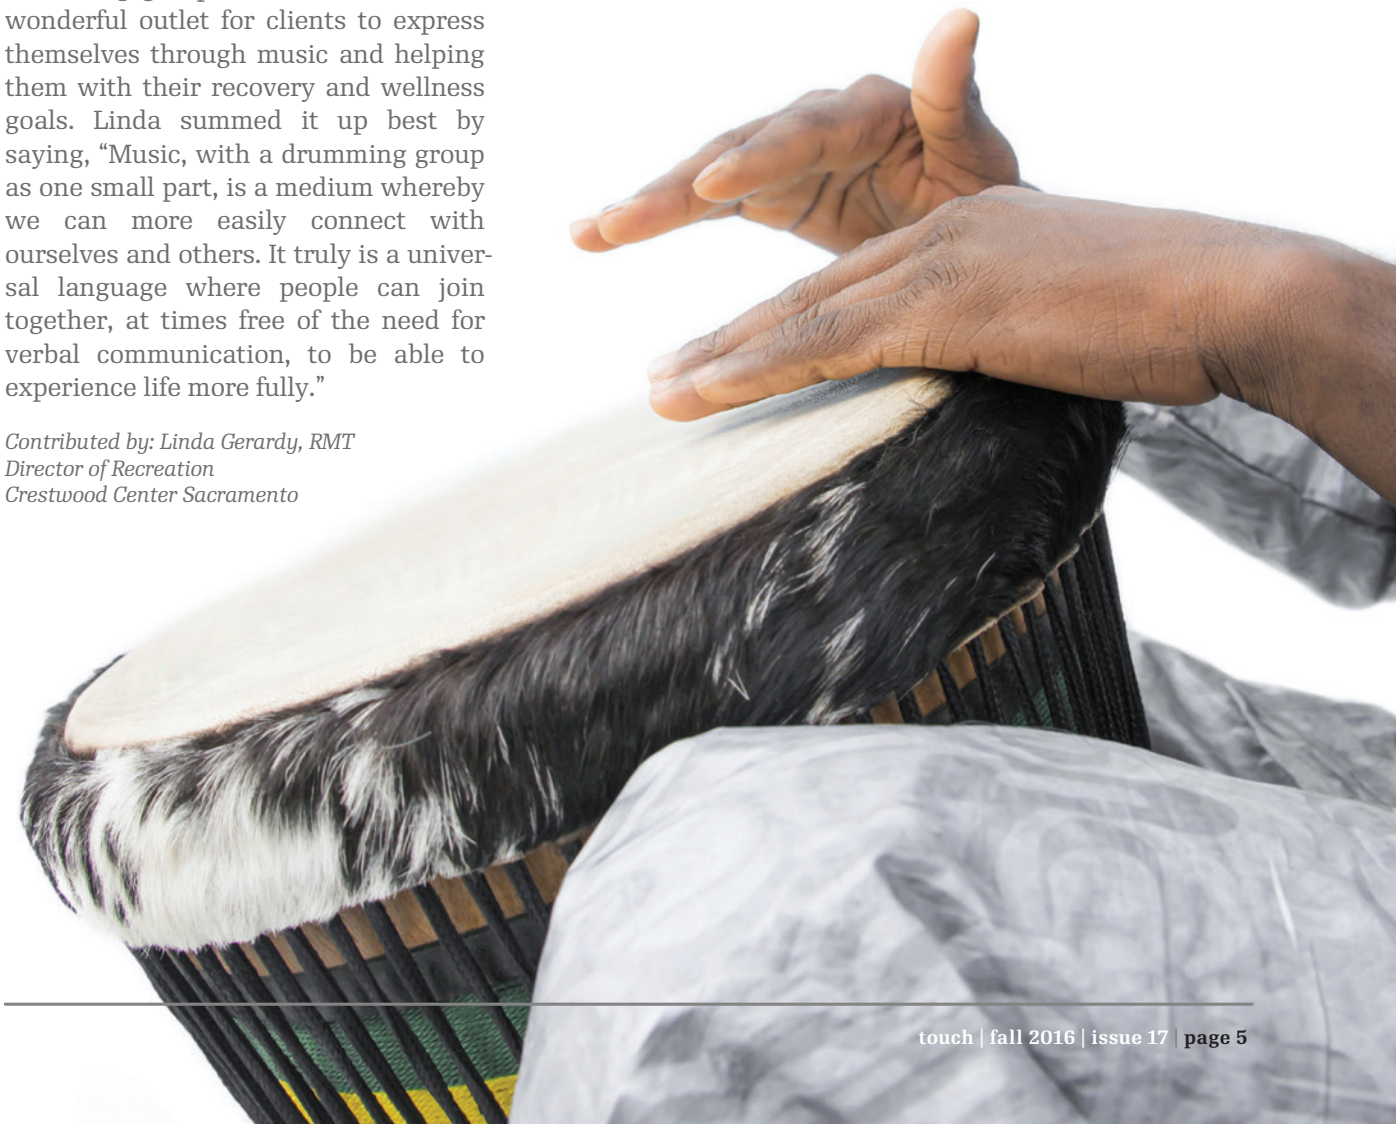 wonderful outlet for clients to express
themselves through music and helping
them with their recovery and wellness
goals. Linda summed it up best by
saying, “Music, with a drumming group
as one small part, is a medium whereby
we can more easily connect with
ourselves and others. It truly is a univer-
sal language where people can join
together, at times free of the need for
verbal communication, to be able to
experience life more fully.”
Contributed by: Linda Gerardy, RMT
Director of Recreation
Crestwood Center Sacramento
touch | fall 2016 | issue 17 | page 5